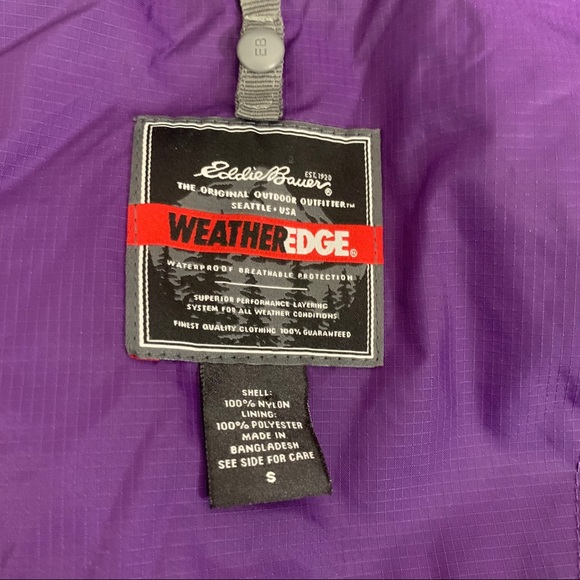 EB
Eddie Bauer®
EST. 1920
THE ORIGINAL OUTDOOR OUTFITTER™
SEATTLE • USA
WEATHEREDGE®
WATERPROOF BREATHABLE PROTECTION
SUPERIOR PERFORMANCE LAYERING
SYSTEM FOR ALL WEATHER CONDITIONS.
FINEST QUALITY CLOTHING 100% GUARANTEED
SHELL:
100% NYLON
LINING:
100% POLYESTER
MADE IN
BANGLADESH
SEE SIDE FOR CARE
S